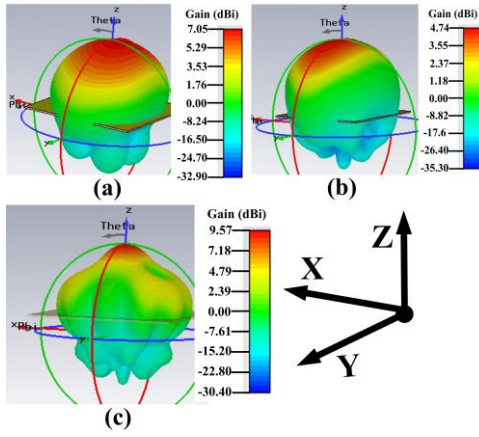 Gain (dBi)
z
Theta
x
Phi
y
7.05
5.29
3.53
1.76
0.00
-8.24
-16.50
-24.70
-32.90
(a)
Gain (dBi)
z
Theta
y
4.74
3.56
2.37
1.19
0.00
-8.82
-17.6
-26.5
-35.30
(b)
Gain (dBi)
z
Theta
x Phi
y
9.57
7.18
4.79
2.39
0.00
-7.61
-15.20
-22.80
-30.40
(c)
Z
X
Y